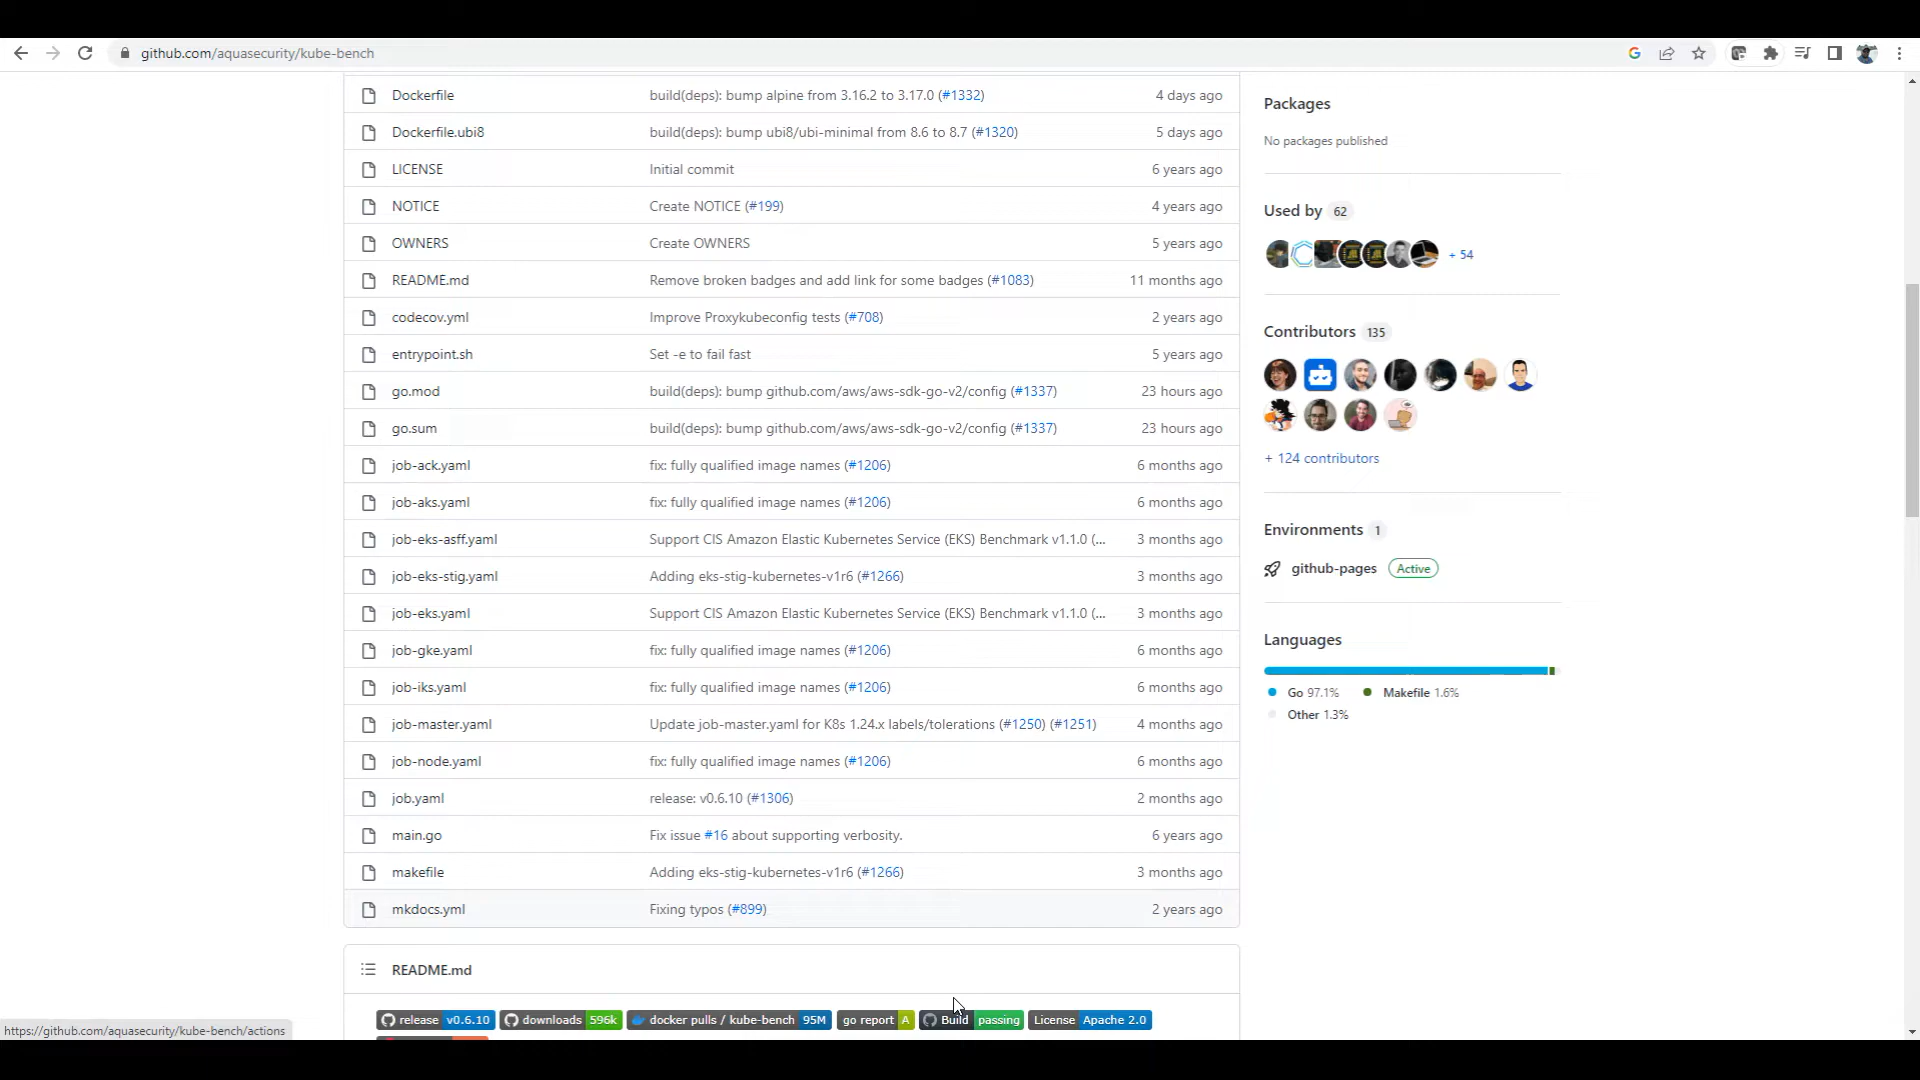 github.com/aquasecurity/kube-bench
Dockerfile build(deps): bump alpine from 3.16.2 to 3.17.0 (#1332) 4 days ago
Dockerfile.ubi8 build(deps): bump ubi8/ubi-minimal from 8.6 to 8.7 (#1320) 5 days ago
LICENSE Initial commit 6 years ago
NOTICE Create NOTICE (#199) 4 years ago
OWNERS Create OWNERS 5 years ago
README.md Remove broken badges and add link for some badges (#1083) 11 months ago
codecov.yml Improve Proxykubeconfig tests (#708) 2 years ago
entrypoint.sh Set -e to fail fast 5 years ago
go.mod build(deps): bump github.com/aws/aws-sdk-go-v2/config (#1337) 23 hours ago
go.sum build(deps): bump github.com/aws/aws-sdk-go-v2/config (#1337) 23 hours ago
job-ack.yaml fix: fully qualified image names (#1206) 6 months ago
job-aks.yaml fix: fully qualified image names (#1206) 6 months ago
job-eks-asff.yaml Support CIS Amazon Elastic Kubernetes Service (EKS) Benchmark v1.1.0 (... 3 months ago
job-eks-stig.yaml Adding eks-stig-kubernetes-v1r6 (#1266) 3 months ago
job-eks.yaml Support CIS Amazon Elastic Kubernetes Service (EKS) Benchmark v1.1.0 (... 3 months ago
job-gke.yaml fix: fully qualified image names (#1206) 6 months ago
job-iks.yaml fix: fully qualified image names (#1206) 6 months ago
job-master.yaml Update job-master.yaml for K8s 1.24.x labels/tolerations (#1250) (#1251) 4 months ago
job-node.yaml fix: fully qualified image names (#1206) 6 months ago
job.yaml release: v0.6.10 (#1306) 2 months ago
main.go Fix issue #16 about supporting verbosity. 6 years ago
makefile Adding eks-stig-kubernetes-v1r6 (#1266) 3 months ago
mkdocs.yml Fixing typos (#899) 2 years ago
README.md
release v0.6.10 downloads 596k docker pulls / kube-bench 95M go report A Build passing License Apache 2.0
Packages
No packages published
Used by 62
+ 54
Contributors 135
+ 124 contributors
Environments 1
github-pages Active
Languages
Go 97.1% Makefile 1.6%
Other 1.3%
https://github.com/aquasecurity/kube-bench/actions